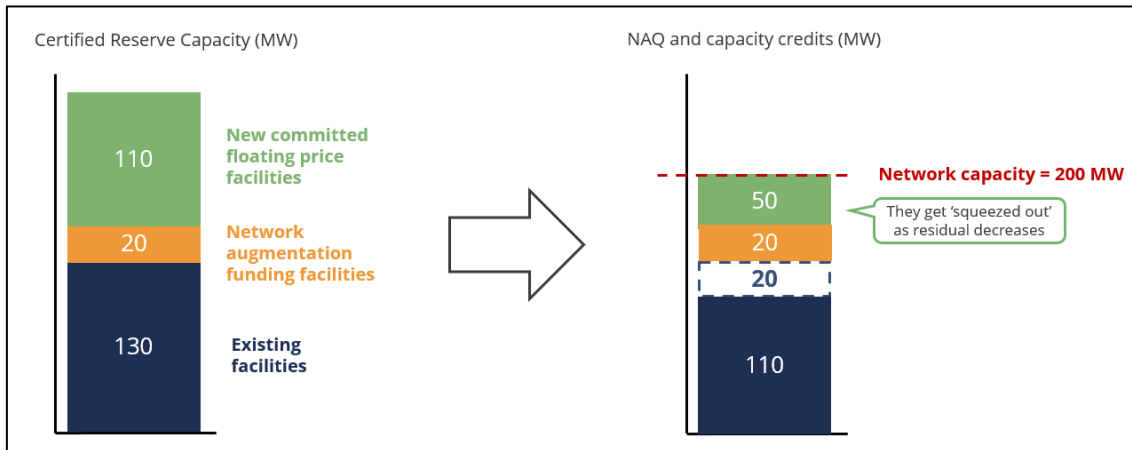 Certified Reserve Capacity (MW)
110
New committed
floating price
facilities
20
Network
augmentation
funding facilities
130
Existing
facilities
NAQ and capacity credits (MW)
Network capacity = 200 MW
50
They get ‘squeezed out’
as residual decreases
20
20
110